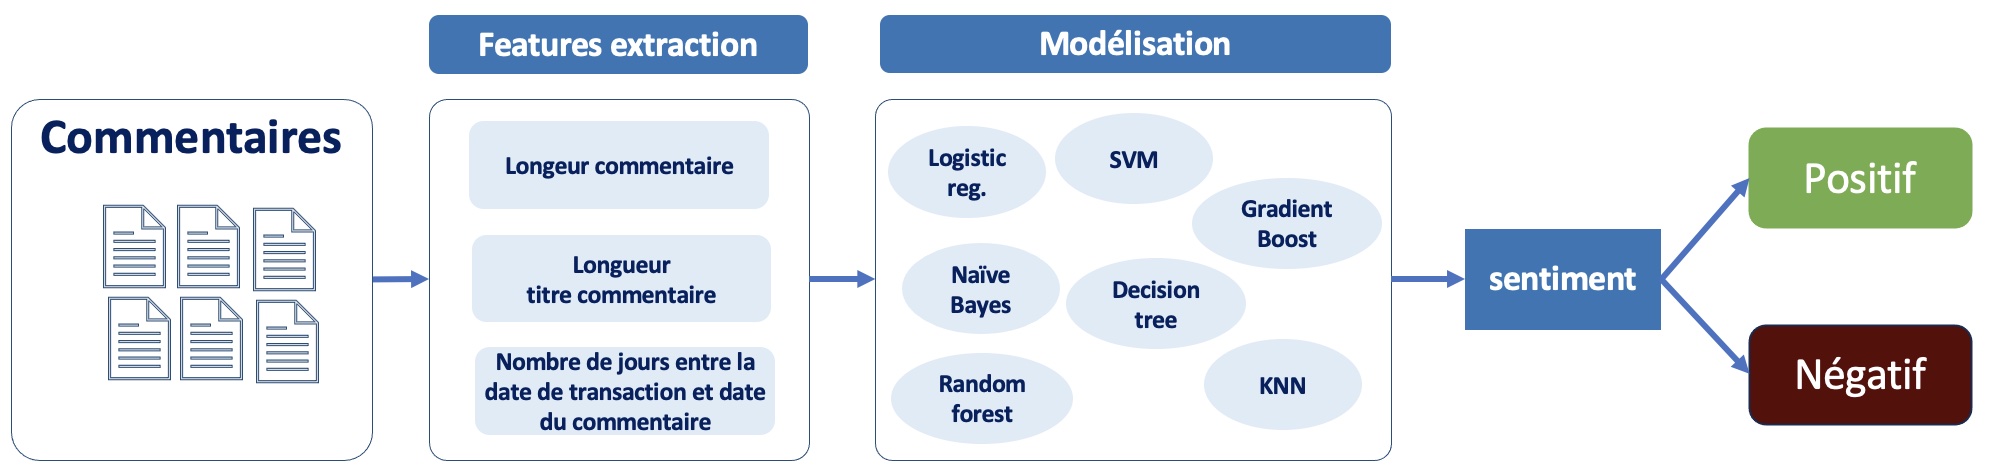 Features extraction
Modélisation
Commentaires
Longeur commentaire
Longueur
titre commentaire
Nombre de jours entre la
date de transaction et date
du commentaire
Logistic
reg.
SVM
Gradient
Boost
Naïve
Bayes
Decision
tree
Random
forest
KNN
sentiment
Positif
Négatif